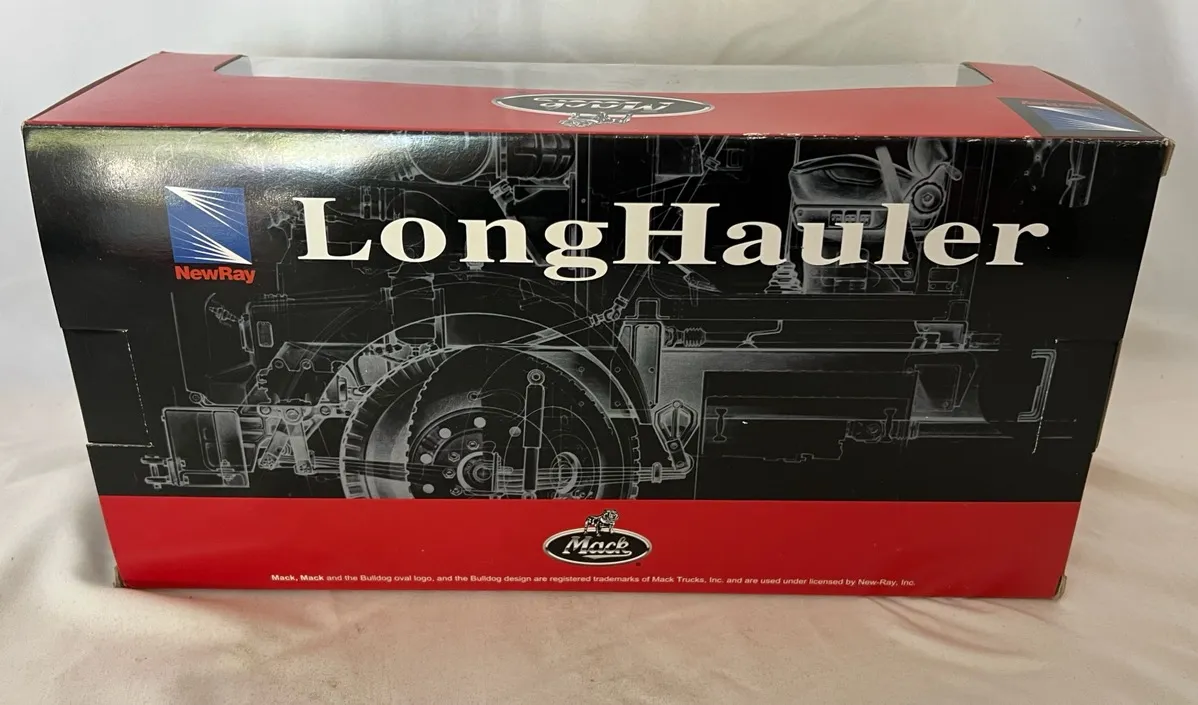 Mack
LongHauler
NewRay
Mack
Mack, Mack and the Bulldog oval logo, and the Bulldog design are registered trademarks of Mack Trucks, Inc. and are used under licensed by New-Ray, Inc.